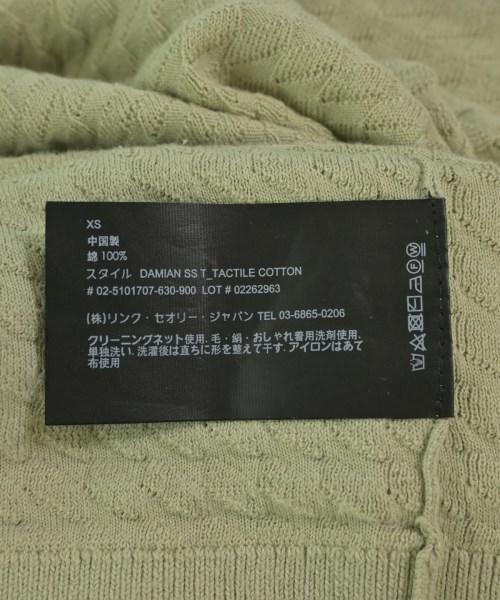 XS
中国製
綿 100%
スタイル DAMIAN SS T_TACTILE COTTON
# 02-5101707-630-900 LOT # 02262963
(株)リンク・セオリー・ジャパン TEL 03-6865-0206
クリーニングネット使用. 毛・絹・おしゃれ着用洗剤使用.
単独洗い. 洗濯後は直ちに形を整えて干す. アイロンはあて
布使用